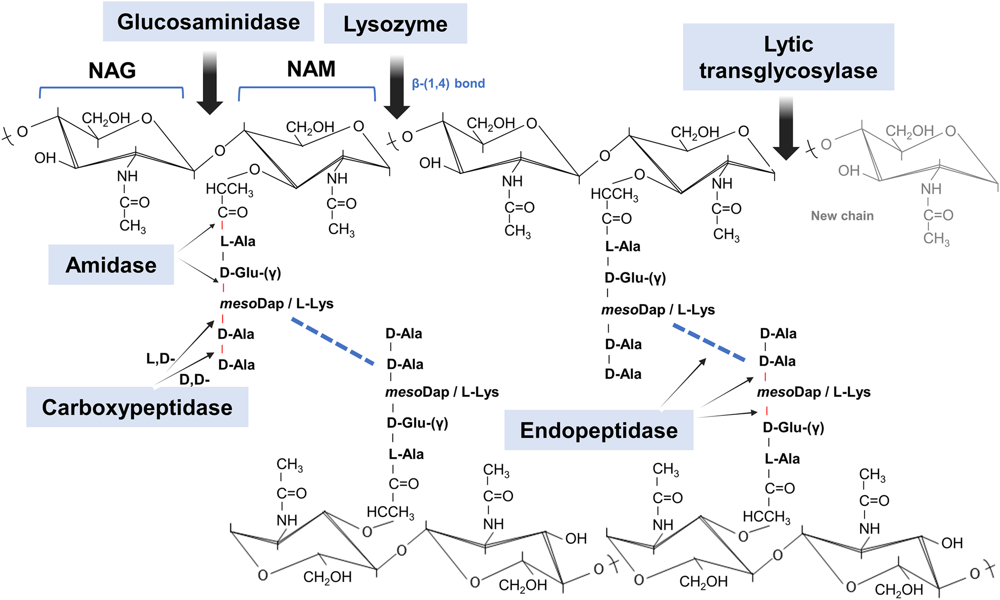 Glucosaminidase
Lysozyme
Lytic
transglycosylase
NAG
NAM
β-(1,4) bond
O
CH₂OH
O
OH
NH
C=O
CH₃
O
CH₂OH
O
O
HCCH₃
C=O
NH
C=O
CH₃
O
CH₂OH
O
OH
NH
C=O
CH₃
O
CH₂OH
O
O
HCCH₃
C=O
NH
C=O
CH₃
O
CH₂OH
O
OH
NH
C=O
CH₃
New chain
Amidase
L-Ala
D-Glu-(γ)
mesoDap / L-Lys
D-Ala
D-Ala
L,D-
D,D-
Carboxypeptidase
D-Ala
D-Ala
mesoDap / L-Lys
D-Glu-(γ)
L-Ala
C=O
HCCH₃
L-Ala
D-Glu-(γ)
mesoDap / L-Lys
D-Ala
D-Ala
Endopeptidase
D-Ala
D-Ala
mesoDap / L-Lys
D-Glu-(γ)
L-Ala
C=O
HCCH₃
CH₃
C=O
NH
O
O
CH₂OH
O
CH₃
C=O
NH
OH
O
CH₂OH
O
CH₃
C=O
NH
O
O
CH₂OH
O
CH₃
C=O
NH
OH
O
CH₂OH
O